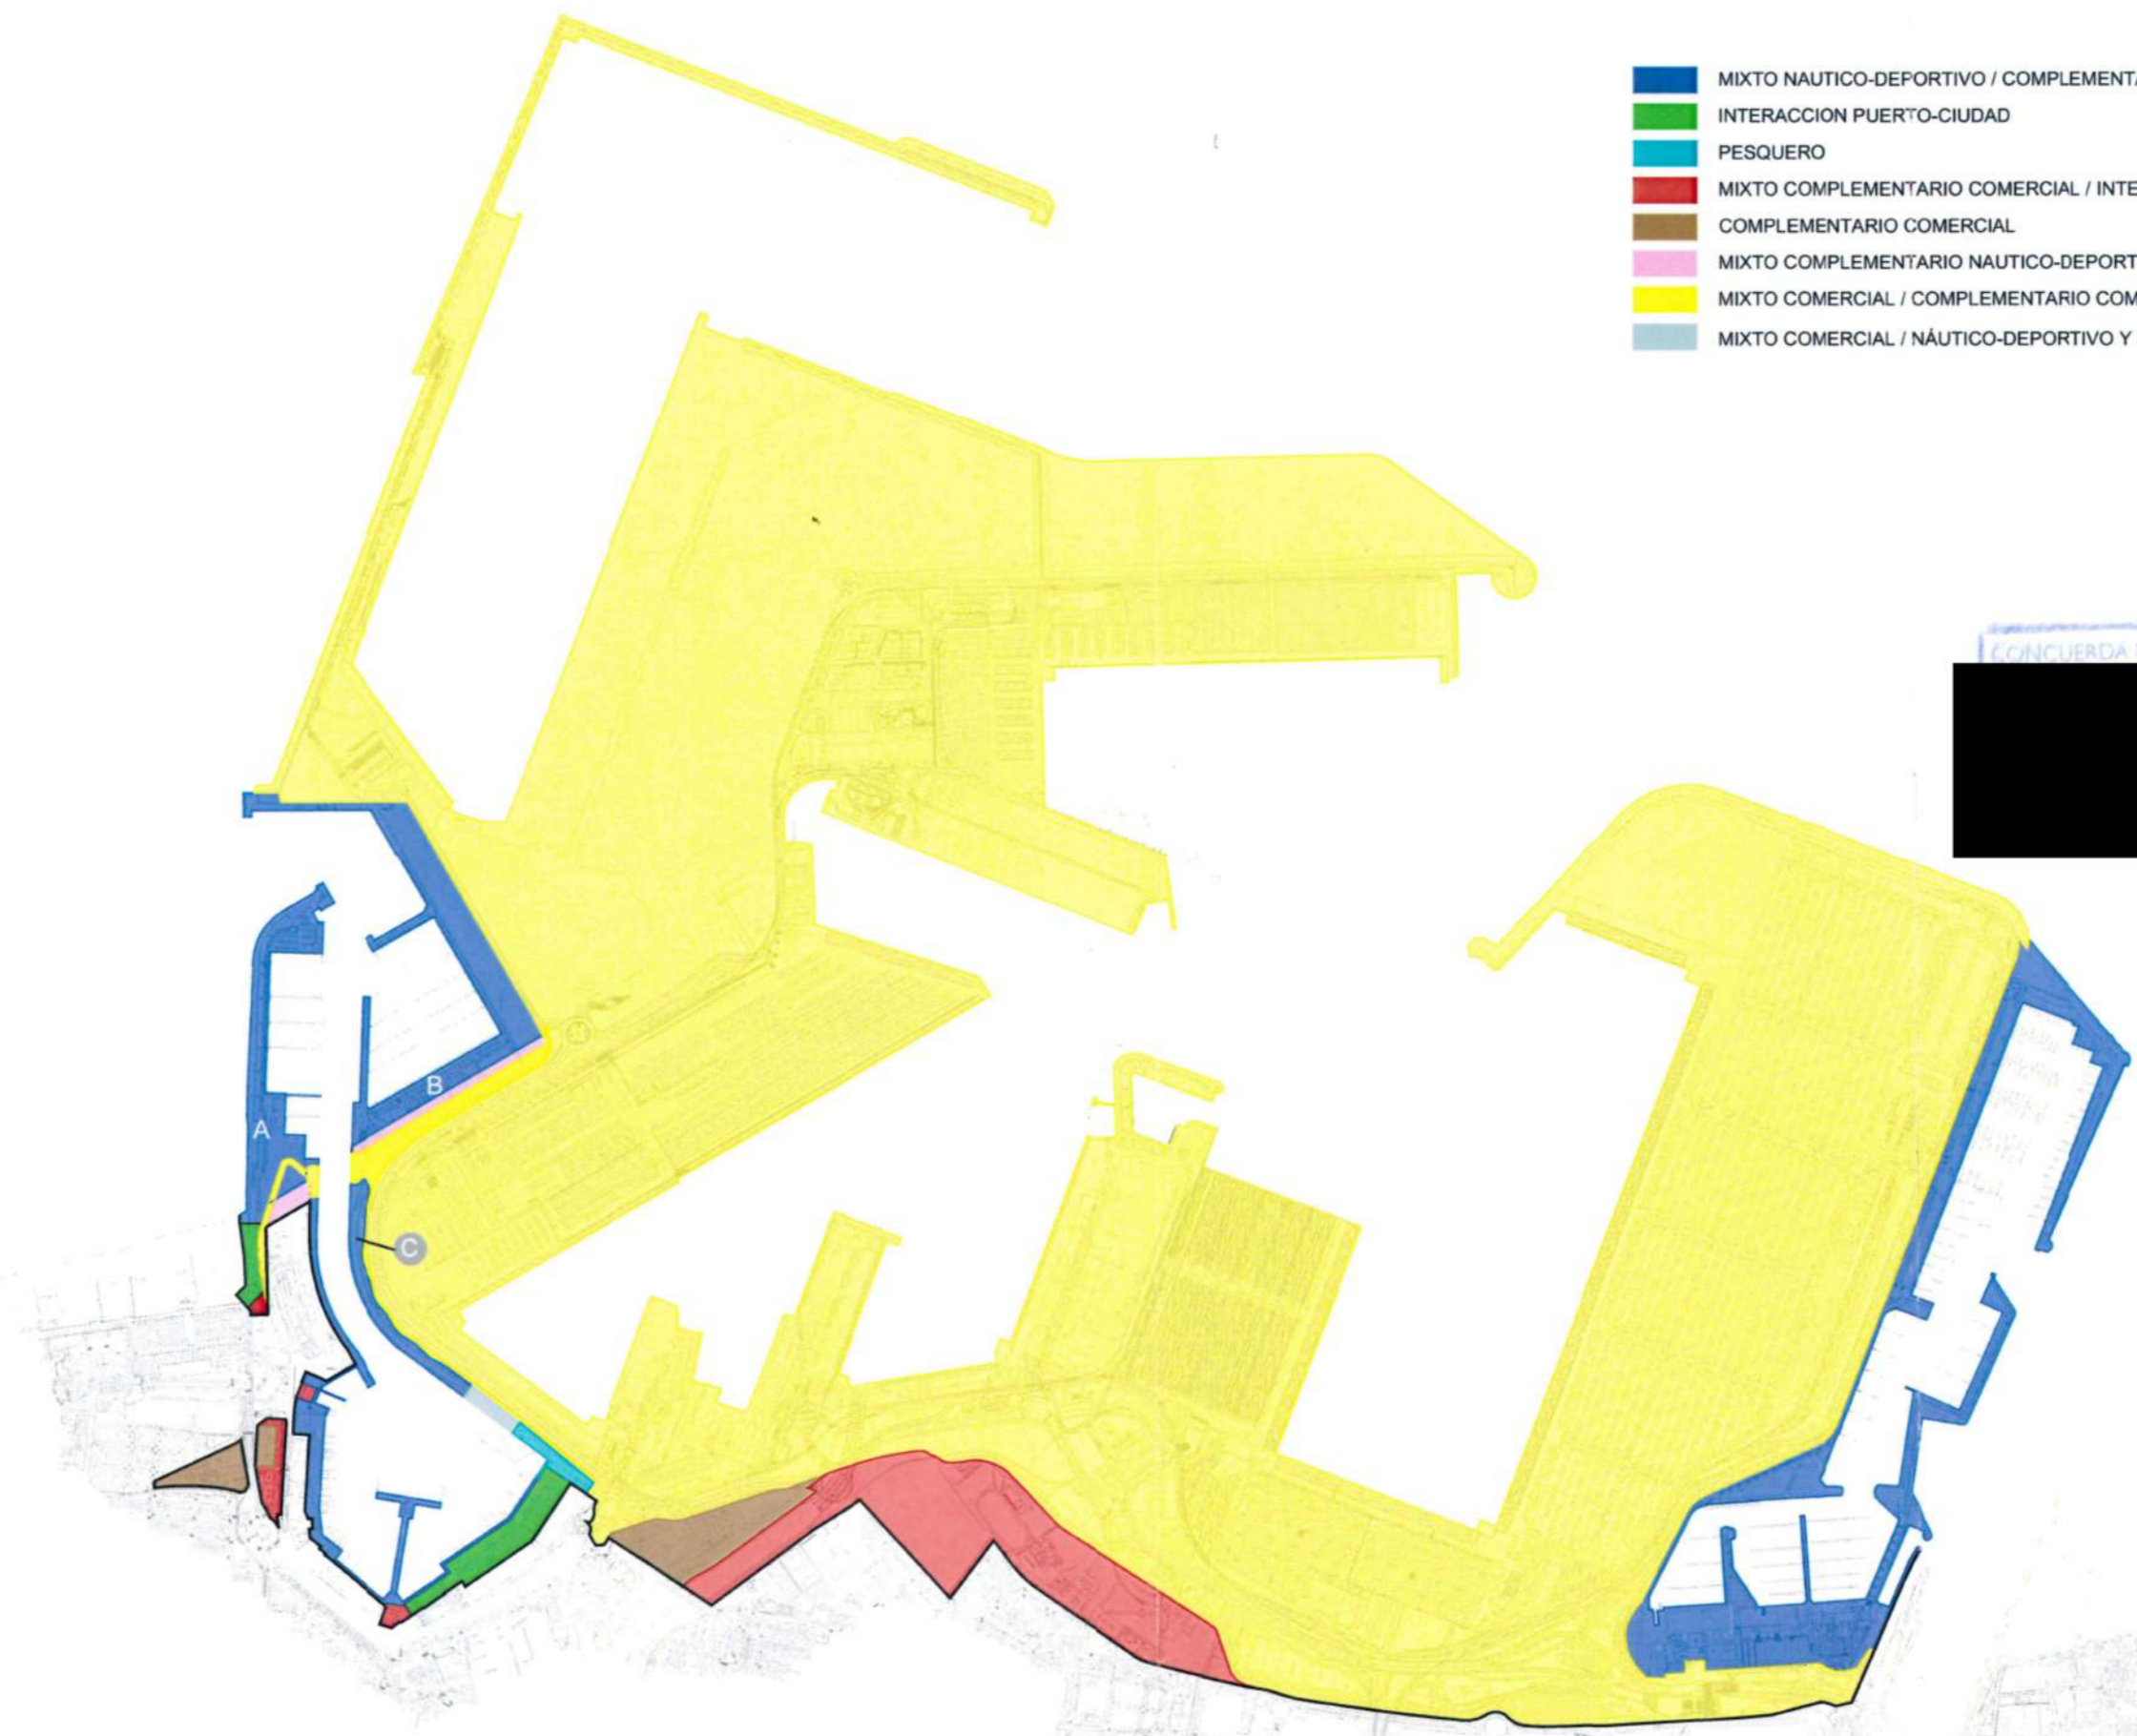 MIXTO NAUTICO-DEPORTIVO / COMPLEMENTA
INTERACCION PUERTO-CIUDAD
PESQUERO
MIXTO COMPLEMENTARIO COMERCIAL / INTE
COMPLEMENTARIO COMERCIAL
MIXTO COMPLEMENTARIO NAUTICO-DEPORT
MIXTO COMERCIAL / COMPLEMENTARIO COM
MIXTO COMERCIAL / NÁUTICO-DEPORTIVO Y
CONCUERDA
B
A
C